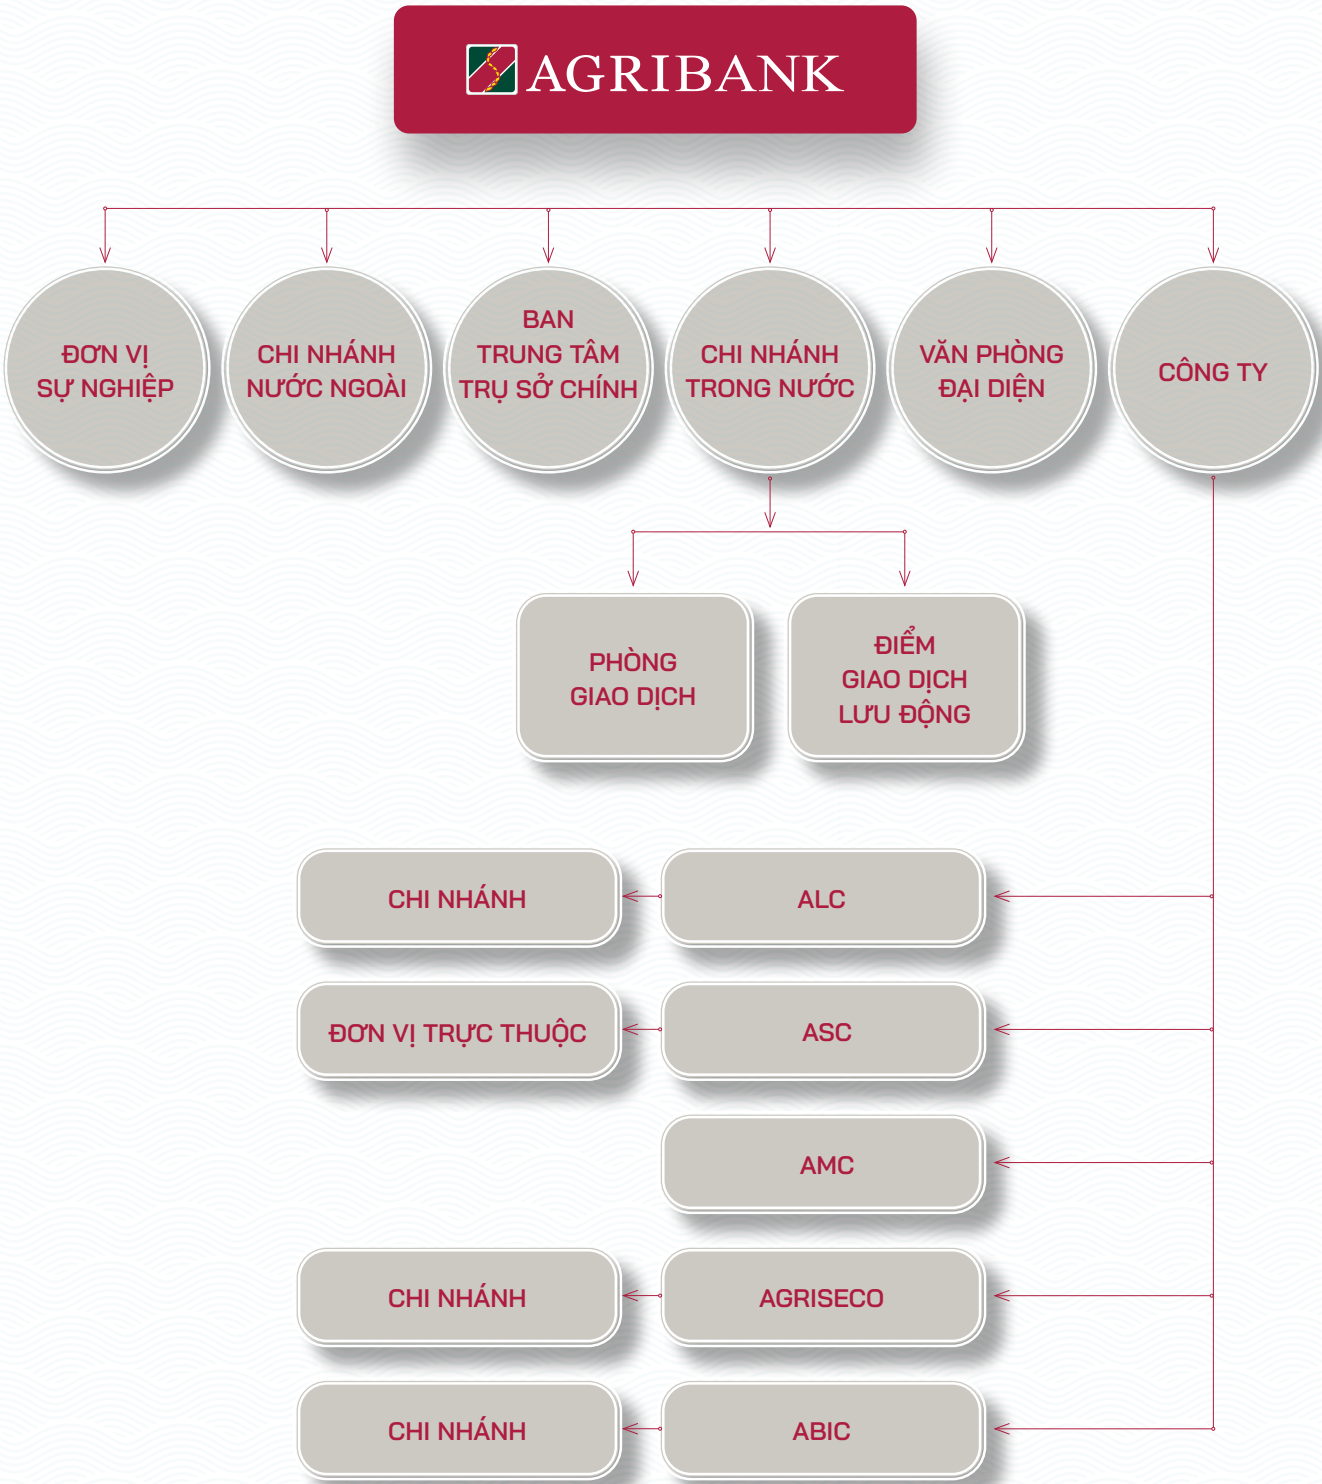 AGRIBANK
ĐƠN VỊ
SỰ NGHIỆP
CHI NHÁNH
NƯỚC NGOÀI
BAN
TRUNG TÂM
TRỤ SỞ CHÍNH
CHI NHÁNH
TRONG NƯỚC
VĂN PHÒNG
ĐẠI DIỆN
CÔNG TY
PHÒNG
GIAO DỊCH
ĐIỂM
GIAO DỊCH
LƯU ĐỘNG
CHI NHÁNH
ALC
ĐƠN VỊ TRỰC THUỘC
ASC
AMC
CHI NHÁNH
AGRISECO
CHI NHÁNH
ABIC